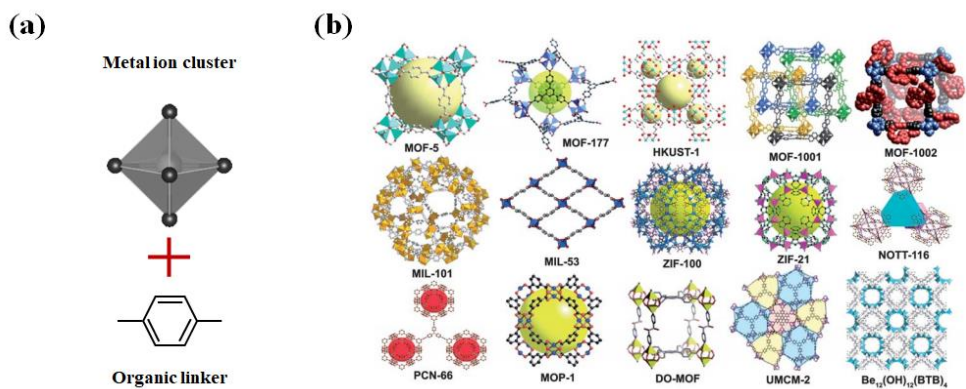 (a)
Metal ion cluster
Organic linker
(b)
MOF-5
MOF-177
HKUST-1
MOF-1001
MOF-1002
MIL-101
MIL-53
ZIF-100
ZIF-21
NOTT-116
PCN-66
MOP-1
DO-MOF
UMCM-2
Be₁₂(OH)₁₂(BTB)₄